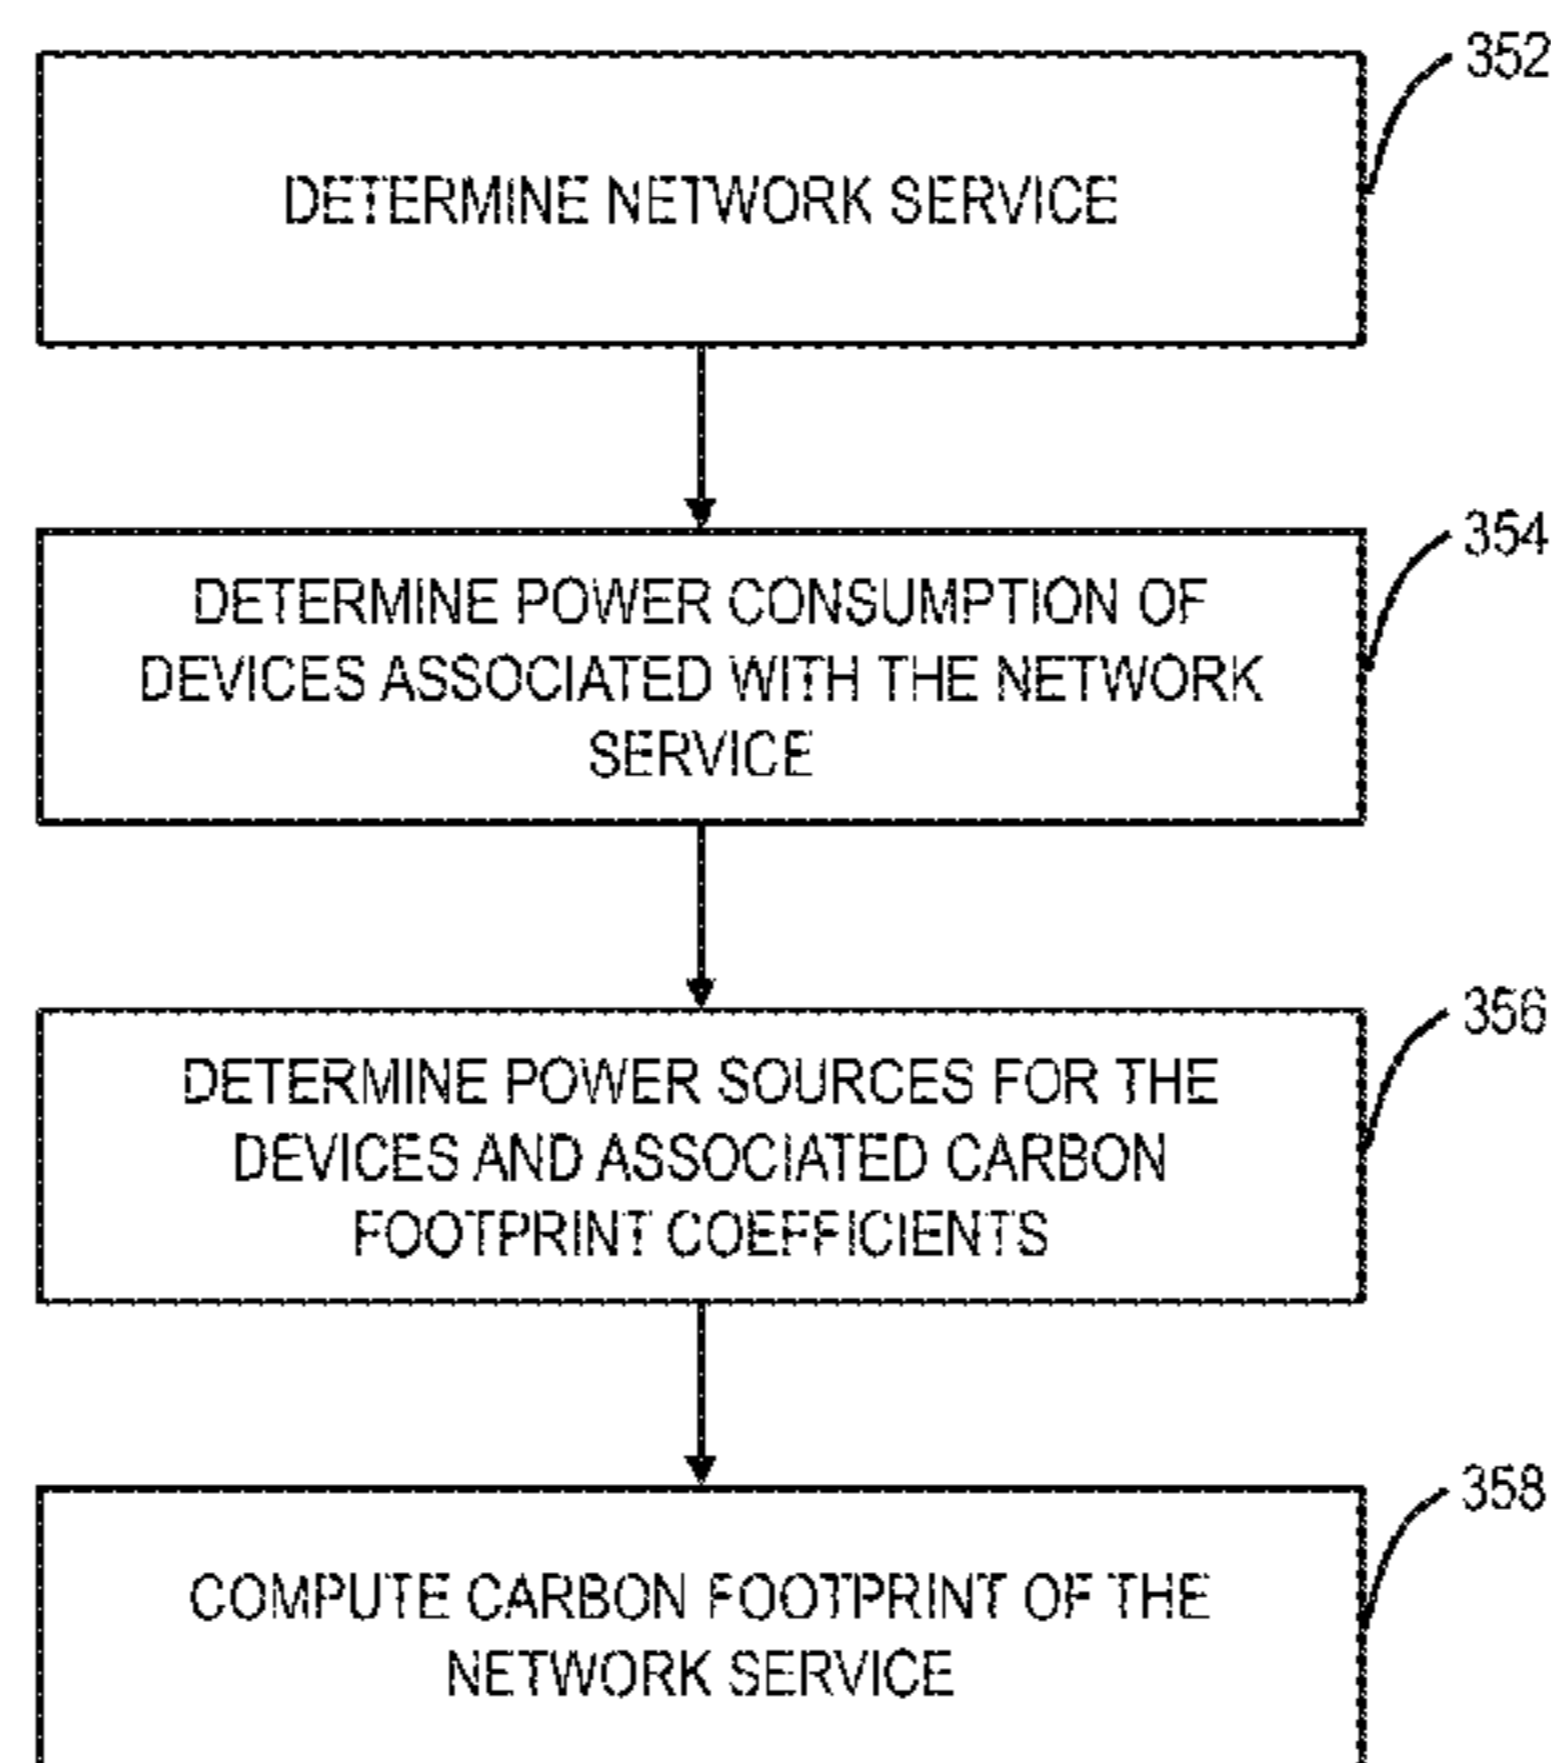 352
DETERMINE NETWORK SERVICE
354
DETERMINE POWER CONSUMPTION OF
DEVICES ASSOCIATED WITH THE NETWORK
SERVICE
356
DETERMINE POWER SOURCES FOR THE
DEVICES AND ASSOCIATED CARBON
FOOTPRINT COEFFICIENTS
358
COMPUTE CARBON FOOTPRINT OF THE
NETWORK SERVICE